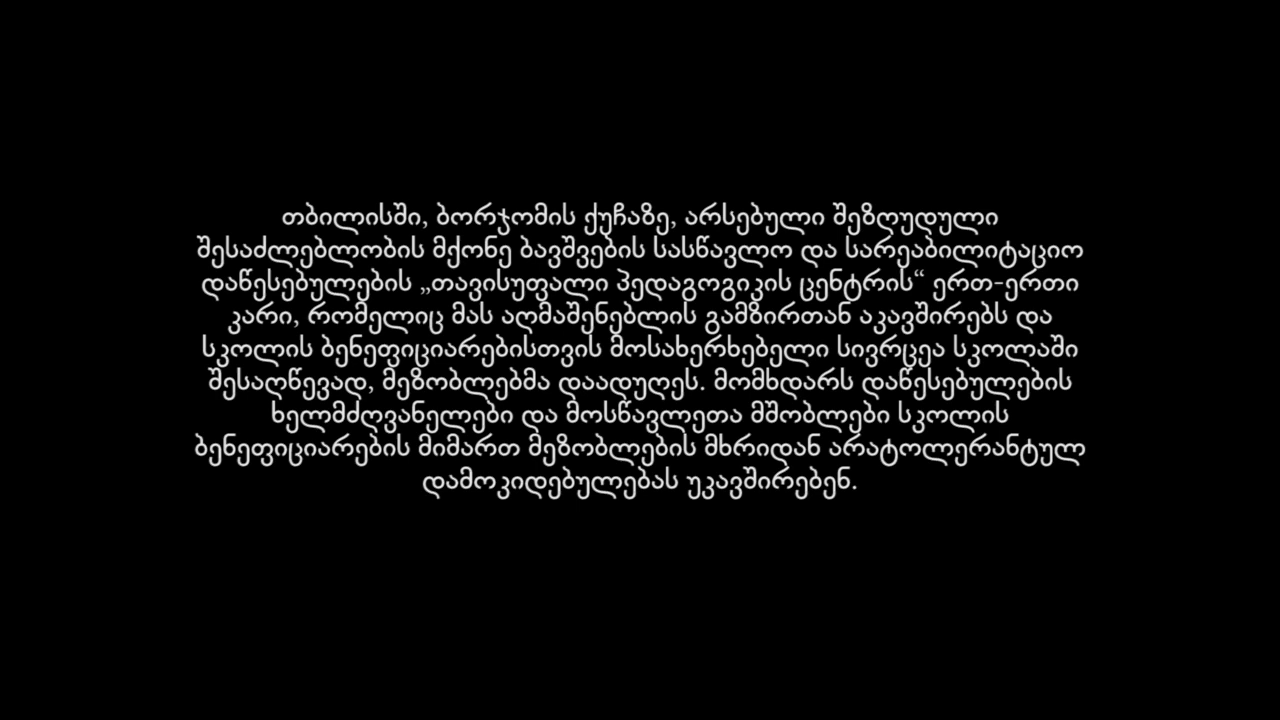 თბილისში, ბორჯომის ქუჩაზე, არსებული შეზღუდული
შესაძლებლობის მქონე ბავშვების სასწავლო და სარეაბილიტაციო
დაწესებულების „თავისუფალი პედაგოგიკის ცენტრის“ ერთ-ერთი
კარი, რომელიც მას აღმაშენებლის გამზირთან აკავშირებს და
სკოლის ბენეფიციარებისთვის მოსახერხებელი სივრცეა სკოლაში
შესაღწევად, მეზობლებმა დაადუღეს. მომხდარს დაწესებულების
ხელმძღვანელები და მოსწავლეთა მშობლები სკოლის
ბენეფიციარების მიმართ მეზობლების მხრიდან არატოლერანტულ
დამოკიდებულებას უკავშირებენ.